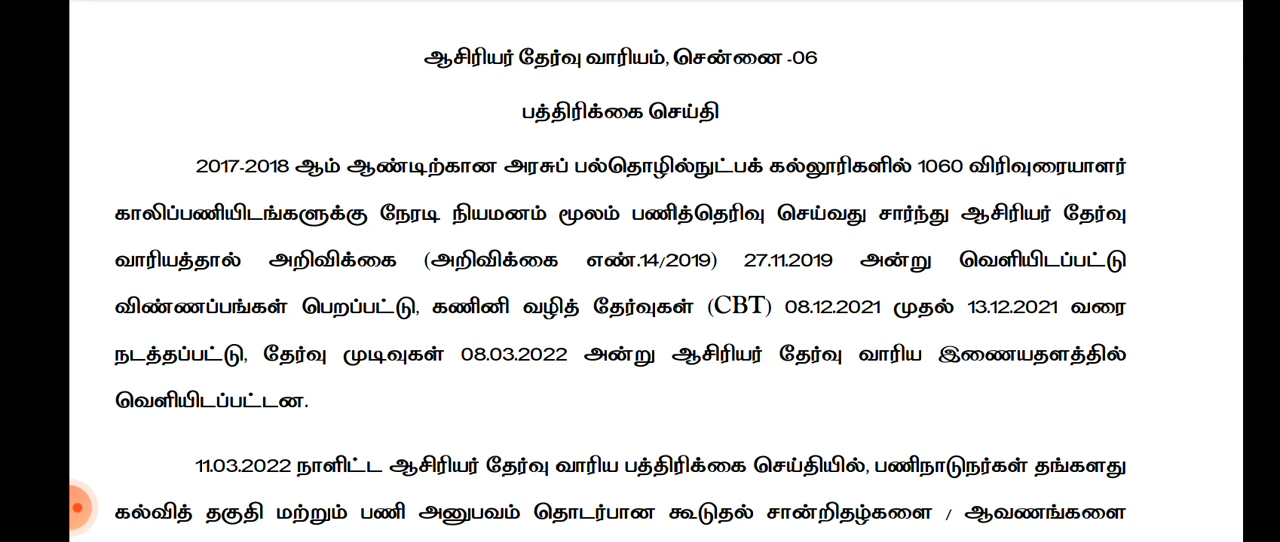 ஆசிரியர் தேர்வு வாரியம், சென்னை -06
பத்திரிக்கை செய்தி
2017-2018 ஆம் ஆண்டிற்கான அரசுப் பல்தொழில்நுட்பக் கல்லூரிகளில் 1060 விரிவுரையாளர்
காலிப்பணியிடங்களுக்கு நேரடி நியமனம் மூலம் பணித்தெரிவு செய்வது சார்ந்து ஆசிரியர் தேர்வு
வாரியத்தால் அறிவிக்கை (அறிவிக்கை எண்.14/2019) 27.11.2019 அன்று வெளியிடப்பட்டு
விண்ணப்பங்கள் பெறப்பட்டு, கணினி வழித் தேர்வுகள் (CBT) 08.12.2021 முதல் 13.12.2021 வரை
நடத்தப்பட்டு, தேர்வு முடிவுகள் 08.03.2022 அன்று ஆசிரியர் தேர்வு வாரிய இணையதளத்தில்
வெளியிடப்பட்டன.
11.03.2022 நாளிட்ட ஆசிரியர் தேர்வு வாரிய பத்திரிக்கை செய்தியில், பணிநாடுநர்கள் தங்களது
கல்வித் தகுதி மற்றும் பணி அனுபவம் தொடர்பான கூடுதல் சான்றிதழ்களை / ஆவணங்களை